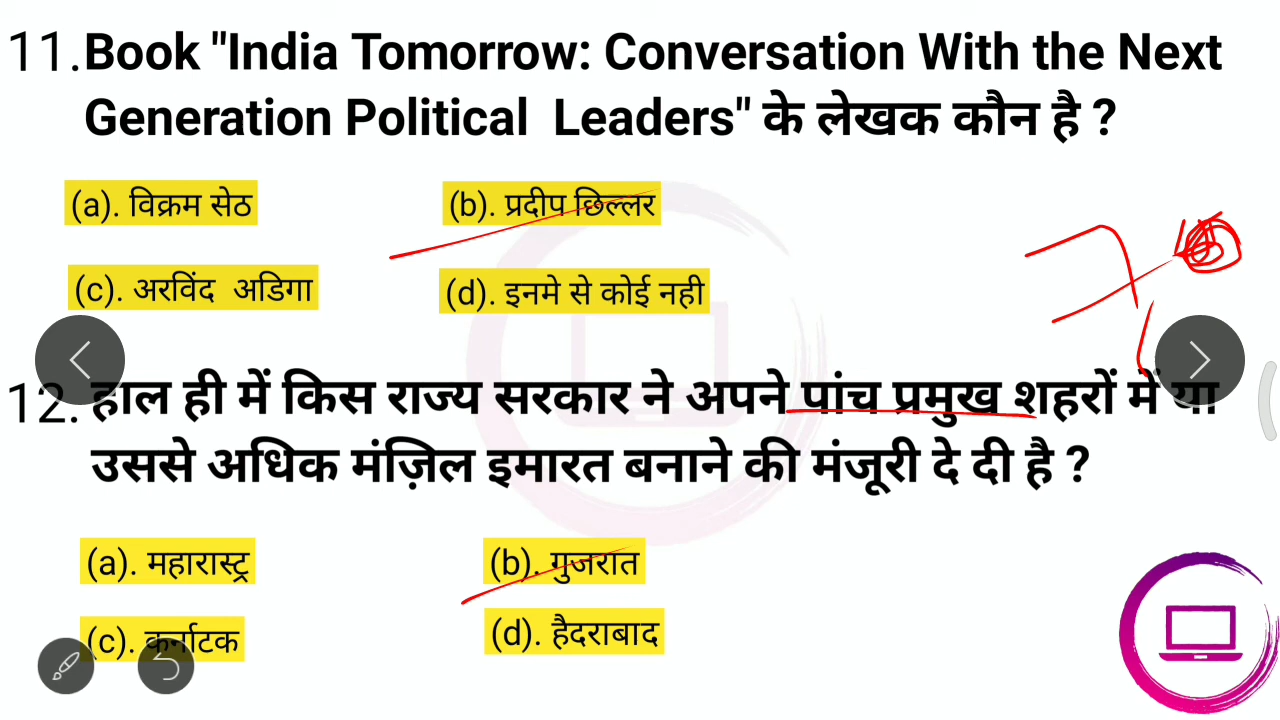 11.Book "India Tomorrow: Conversation With the Next
Generation Political Leaders" के लेखक कौन है ?
(a). विक्रम सेठ
(b). प्रदीप छिल्लर
(c). अरविंद अडिगा
(d). इनमे से कोई नही
12. हाल ही में किस राज्य सरकार ने अपने पांच प्रमुख शहरों में या
उससे अधिक मंज़िल इमारत बनाने की मंजूरी दे दी है ?
(a). महारास्ट्र
(b). गुजरात
(c). कर्नाटक
(d). हैदराबाद